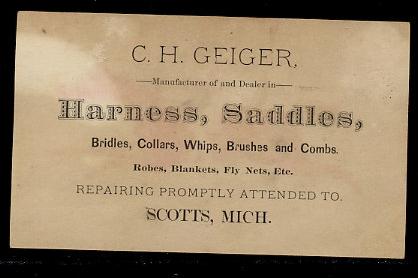 C. H. GEIGER,
Manufacturer of and Dealer in
Harness, Saddles,
Bridles, Collars, Whips, Brushes and Combs.
Robes, Blankets, Fly Nets, Etc.
REPAIRING PROMPTLY ATTENDED TO.
SCOTTS, MICH.